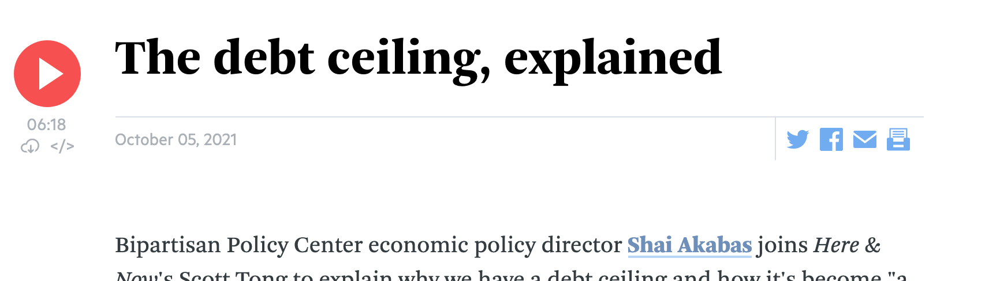 The debt ceiling, explained
06:18
</>
October 05, 2021
Bipartisan Policy Center economic policy director Shai Akabas joins Here &
Now's Scott Tong to explain why we have a debt ceiling and how it's become "a